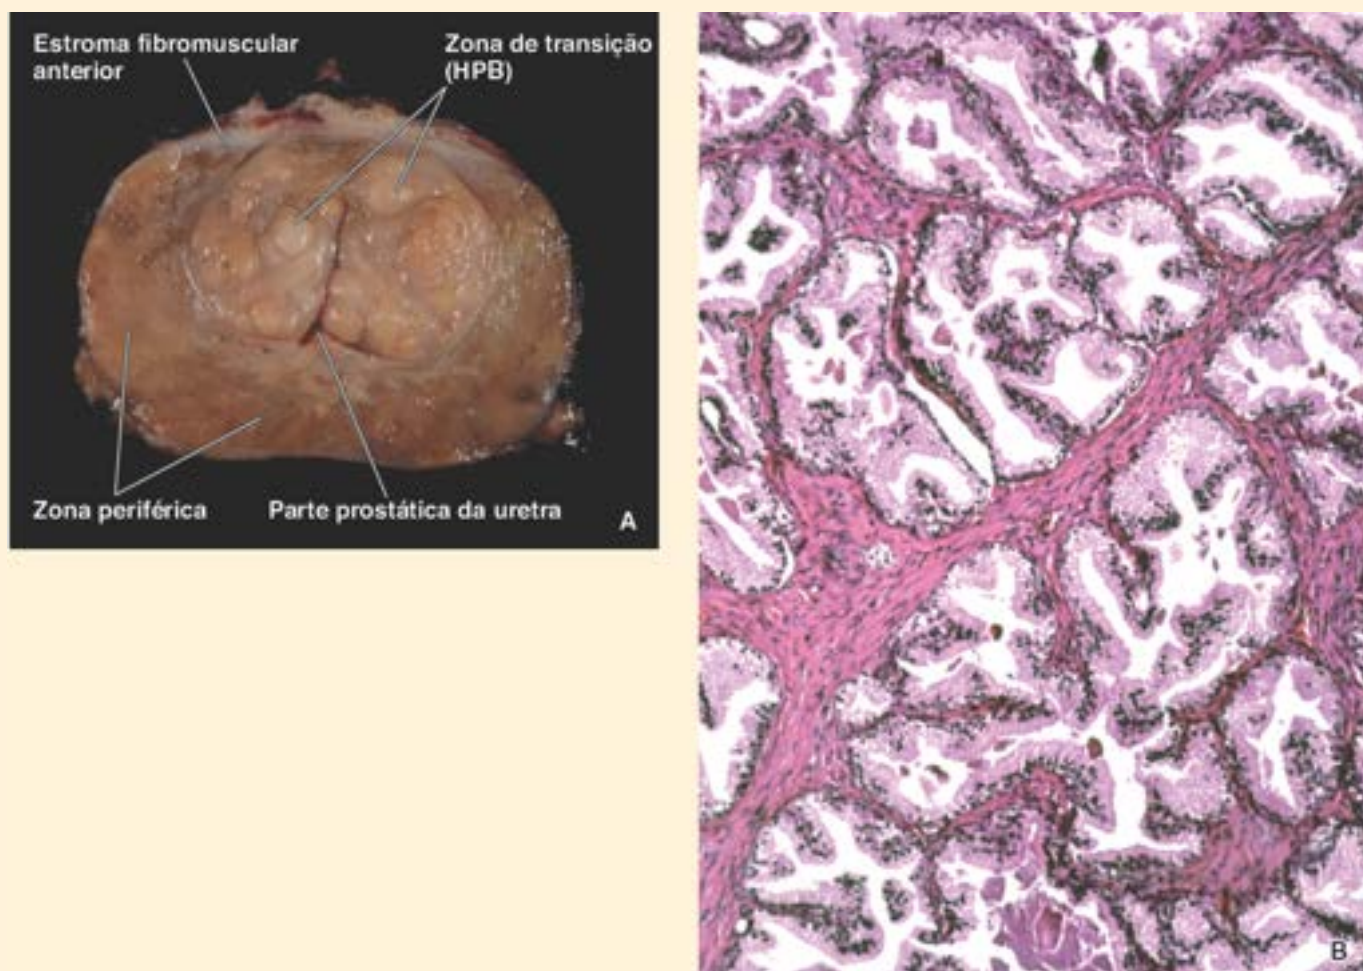 Estroma fibromuscular
anterior
Zona de transição
(HPB)
Zona periférica
Parte prostática da uretra
A
B